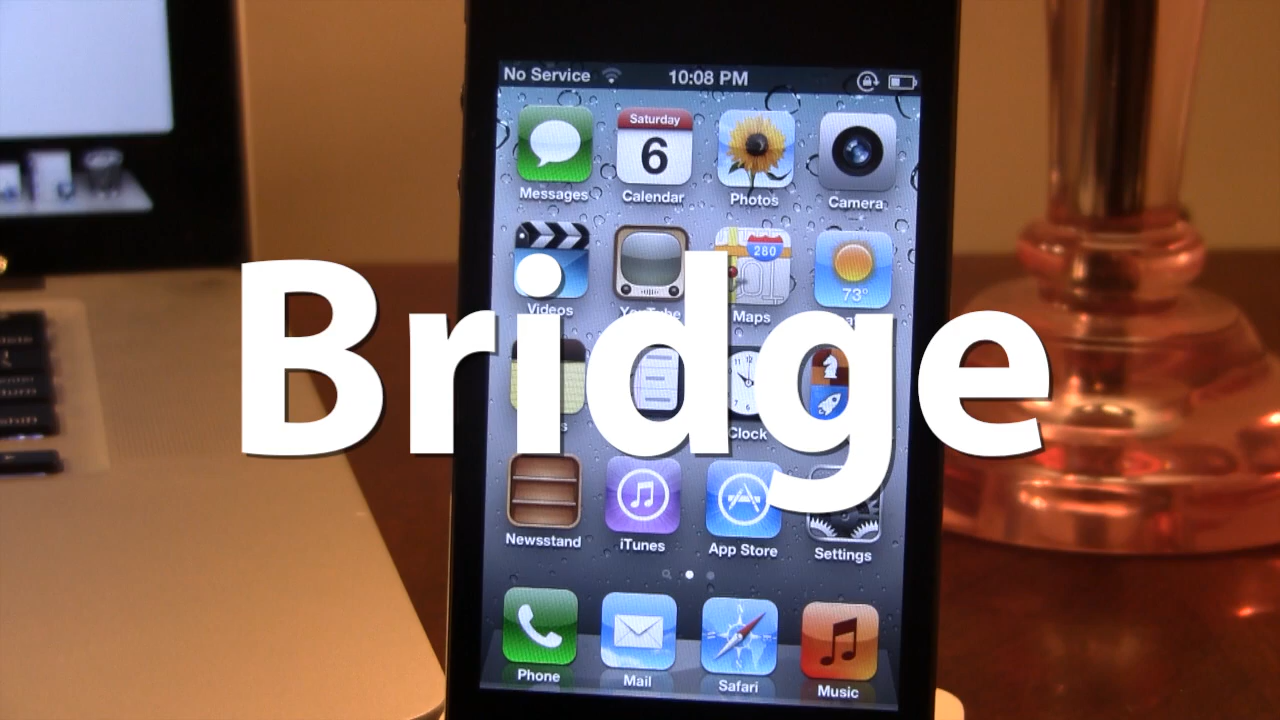 No Service 10:08 PM
Saturday
6
Messages Calendar Photos Camera
280
73°
Videos YouTube Maps
Bridge
Clock
Newsstand iTunes App Store Settings
Phone Mail Safari Music